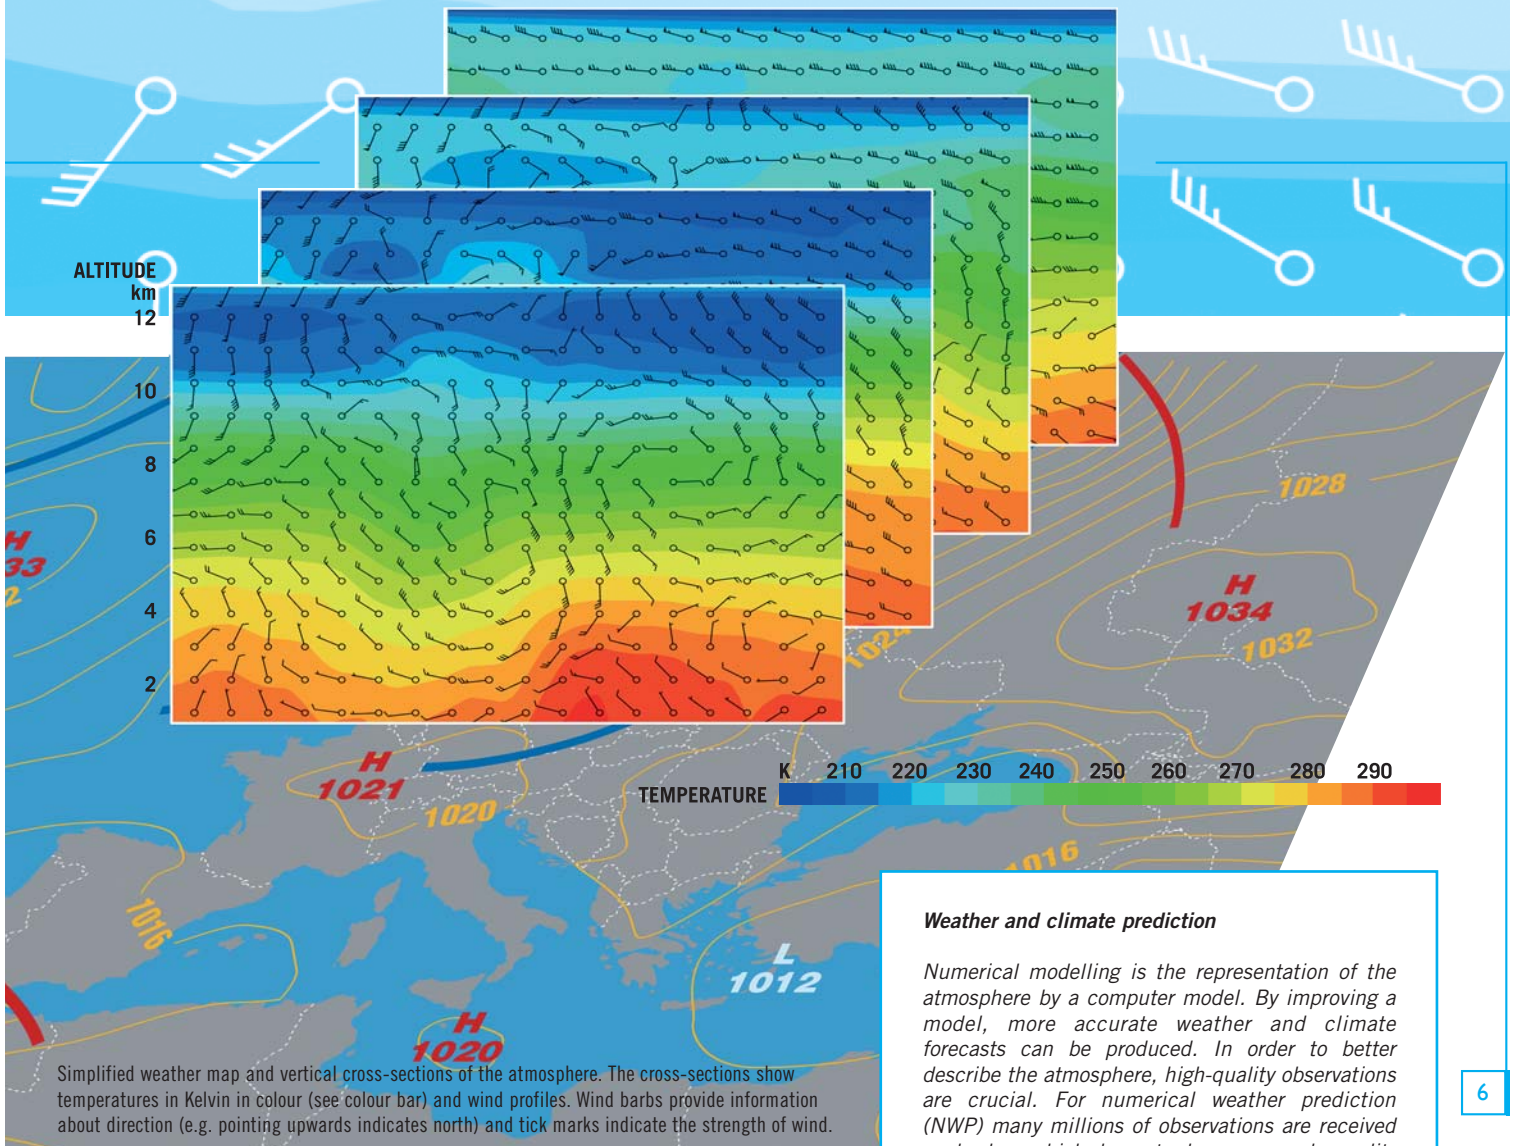 ALTITUDE
km
12
10
8
6
4
2
H
33
2
1028
H
1034
1032
1024
H
1021
1020
K 210 220 230 240 250 260 270 280 290
TEMPERATURE
1016
1016
L
1012
H
1020
Simplified weather map and vertical cross-sections of the atmosphere. The cross-sections show
temperatures in Kelvin in colour (see colour bar) and wind profiles. Wind barbs provide information
about direction (e.g. pointing upwards indicates north) and tick marks indicate the strength of wind.
Weather and climate prediction
Numerical modelling is the representation of the
atmosphere by a computer model. By improving a
model, more accurate weather and climate
forecasts can be produced. In order to better
describe the atmosphere, high-quality observations
are crucial. For numerical weather prediction
(NWP) many millions of observations are received
6